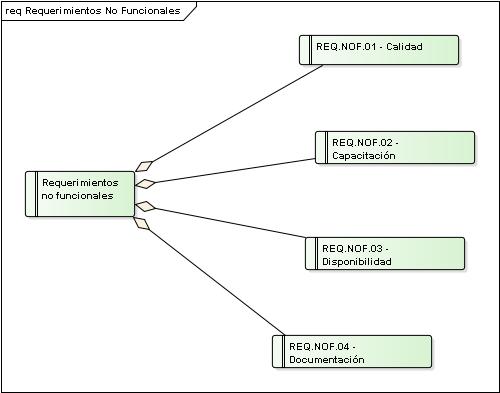 req Requerimientos No Funcionales
REQ.NOF.01 - Calidad
REQ.NOF.02 -
Capacitación
Requerimientos
no funcionales
REQ.NOF.03 -
Disponibilidad
REQ.NOF.04 -
Documentación